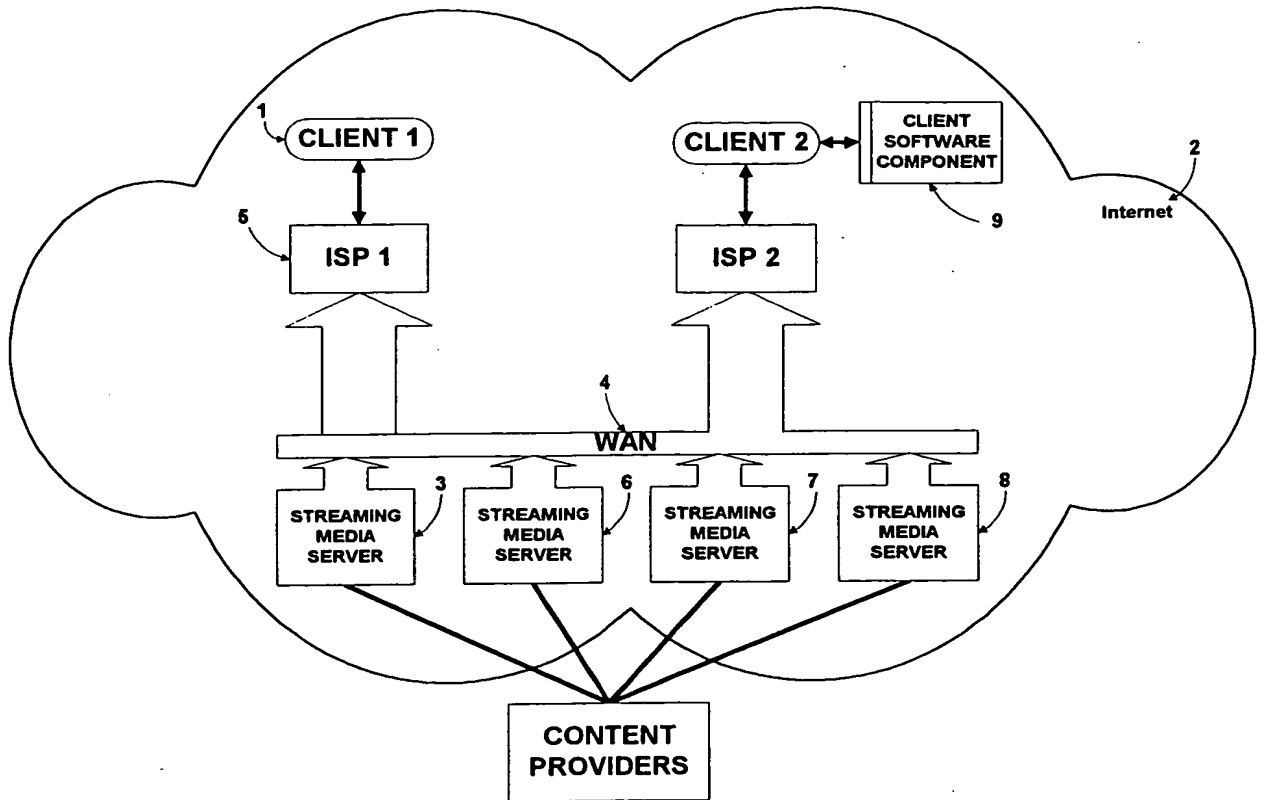 1
CLIENT 1
CLIENT 2
CLIENT
SOFTWARE
COMPONENT
9
2
Internet
5
ISP 1
ISP 2
4
WAN
STREAMING
MEDIA
SERVER
3
STREAMING
MEDIA
SERVER
6
STREAMING
MEDIA
SERVER
7
STREAMING
MEDIA
SERVER
8
CONTENT
PROVIDERS